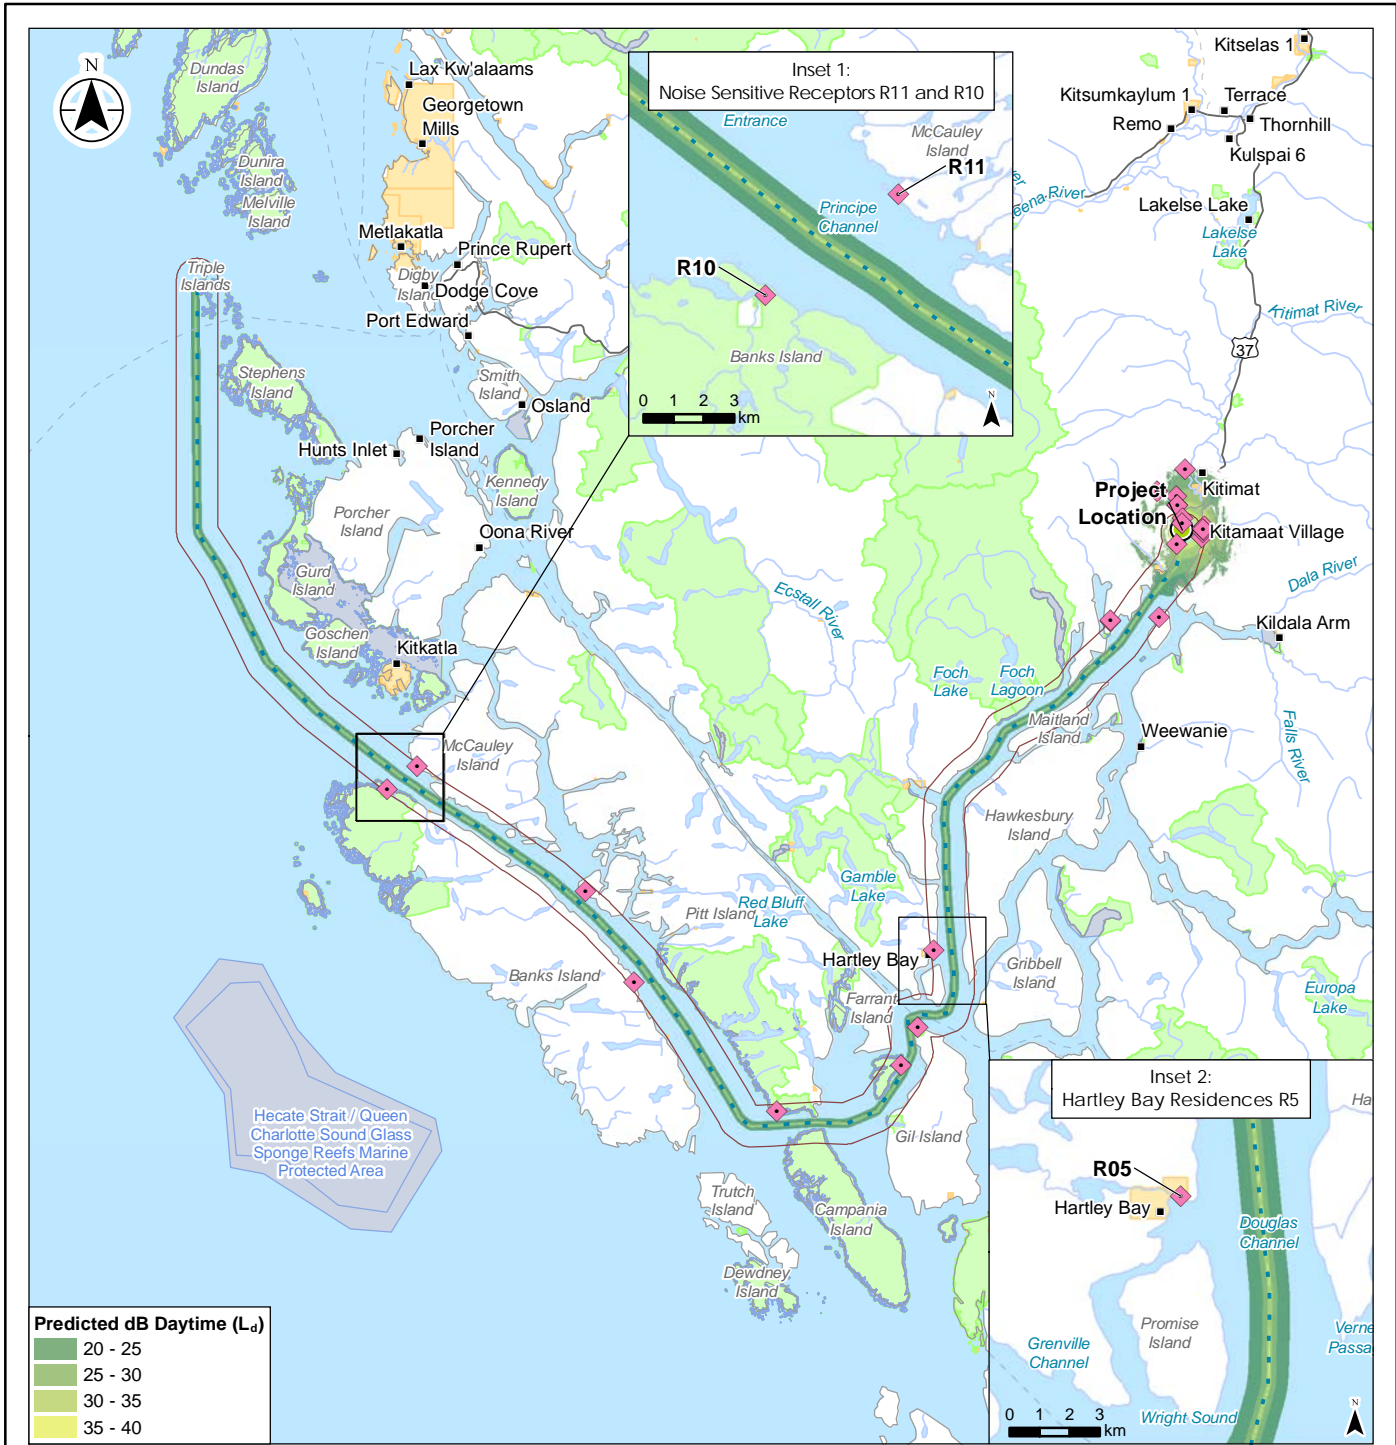 N
Dundas
Island
Lax Kw'alaams
Georgetown
Mills
Dunira
Island
Melville
Island
Metlakatla
Prince Rupert
Digby
Island
Dodge Cove
Port Edward
Triple
Islands
Stephens
Island
Smith
Island
Osland
Porcher
Island
Hunts Inlet
Kennedy
Island
Porcher
Island
Oona River
Gurd
Island
Goschen
Island
Kitkatla
McCauley
Island
Inset 1:
Noise Sensitive Receptors R11 and R10
Entrance
McCauley
Island
R11
Principe
Channel
R10
Banks Island
0 1 2 3
km
N
Kitselas 1
Kitsumkaylum 1
Terrace
Remo
Thornhill
Kulspai 6
eena River
Lakelse Lake
Lakelse
Lake
Kitimat River
37
Project
Location
Kitimat
Kitamaat Village
Dala River
Kildala Arm
Ecstall River
Foch
Lake
Foch
Lagoon
Maitland
Island
Weewanie
Falls River
Hawkesbury
Island
Gamble
Lake
Red Bluff
Lake
Pitt Island
Hartley Bay
Gribbell
Island
Banks Island
Farrant
Island
Europa
Lake
Hecate Strait / Queen
Charlotte Sound Glass
Sponge Reefs Marine
Protected Area
Gil Island
Trutch
Island
Campania
Island
Dewdney
Island
Inset 2:
Hartley Bay Residences R5
Ha
R05
Hartley Bay
Douglas
Channel
Promise
Island
Grenville
Channel
Verne
Passa
Wright Sound
0 1 2 3
km
N
Predicted dB Daytime (Ld)
20 - 25
25 - 30
30 - 35
35 - 40